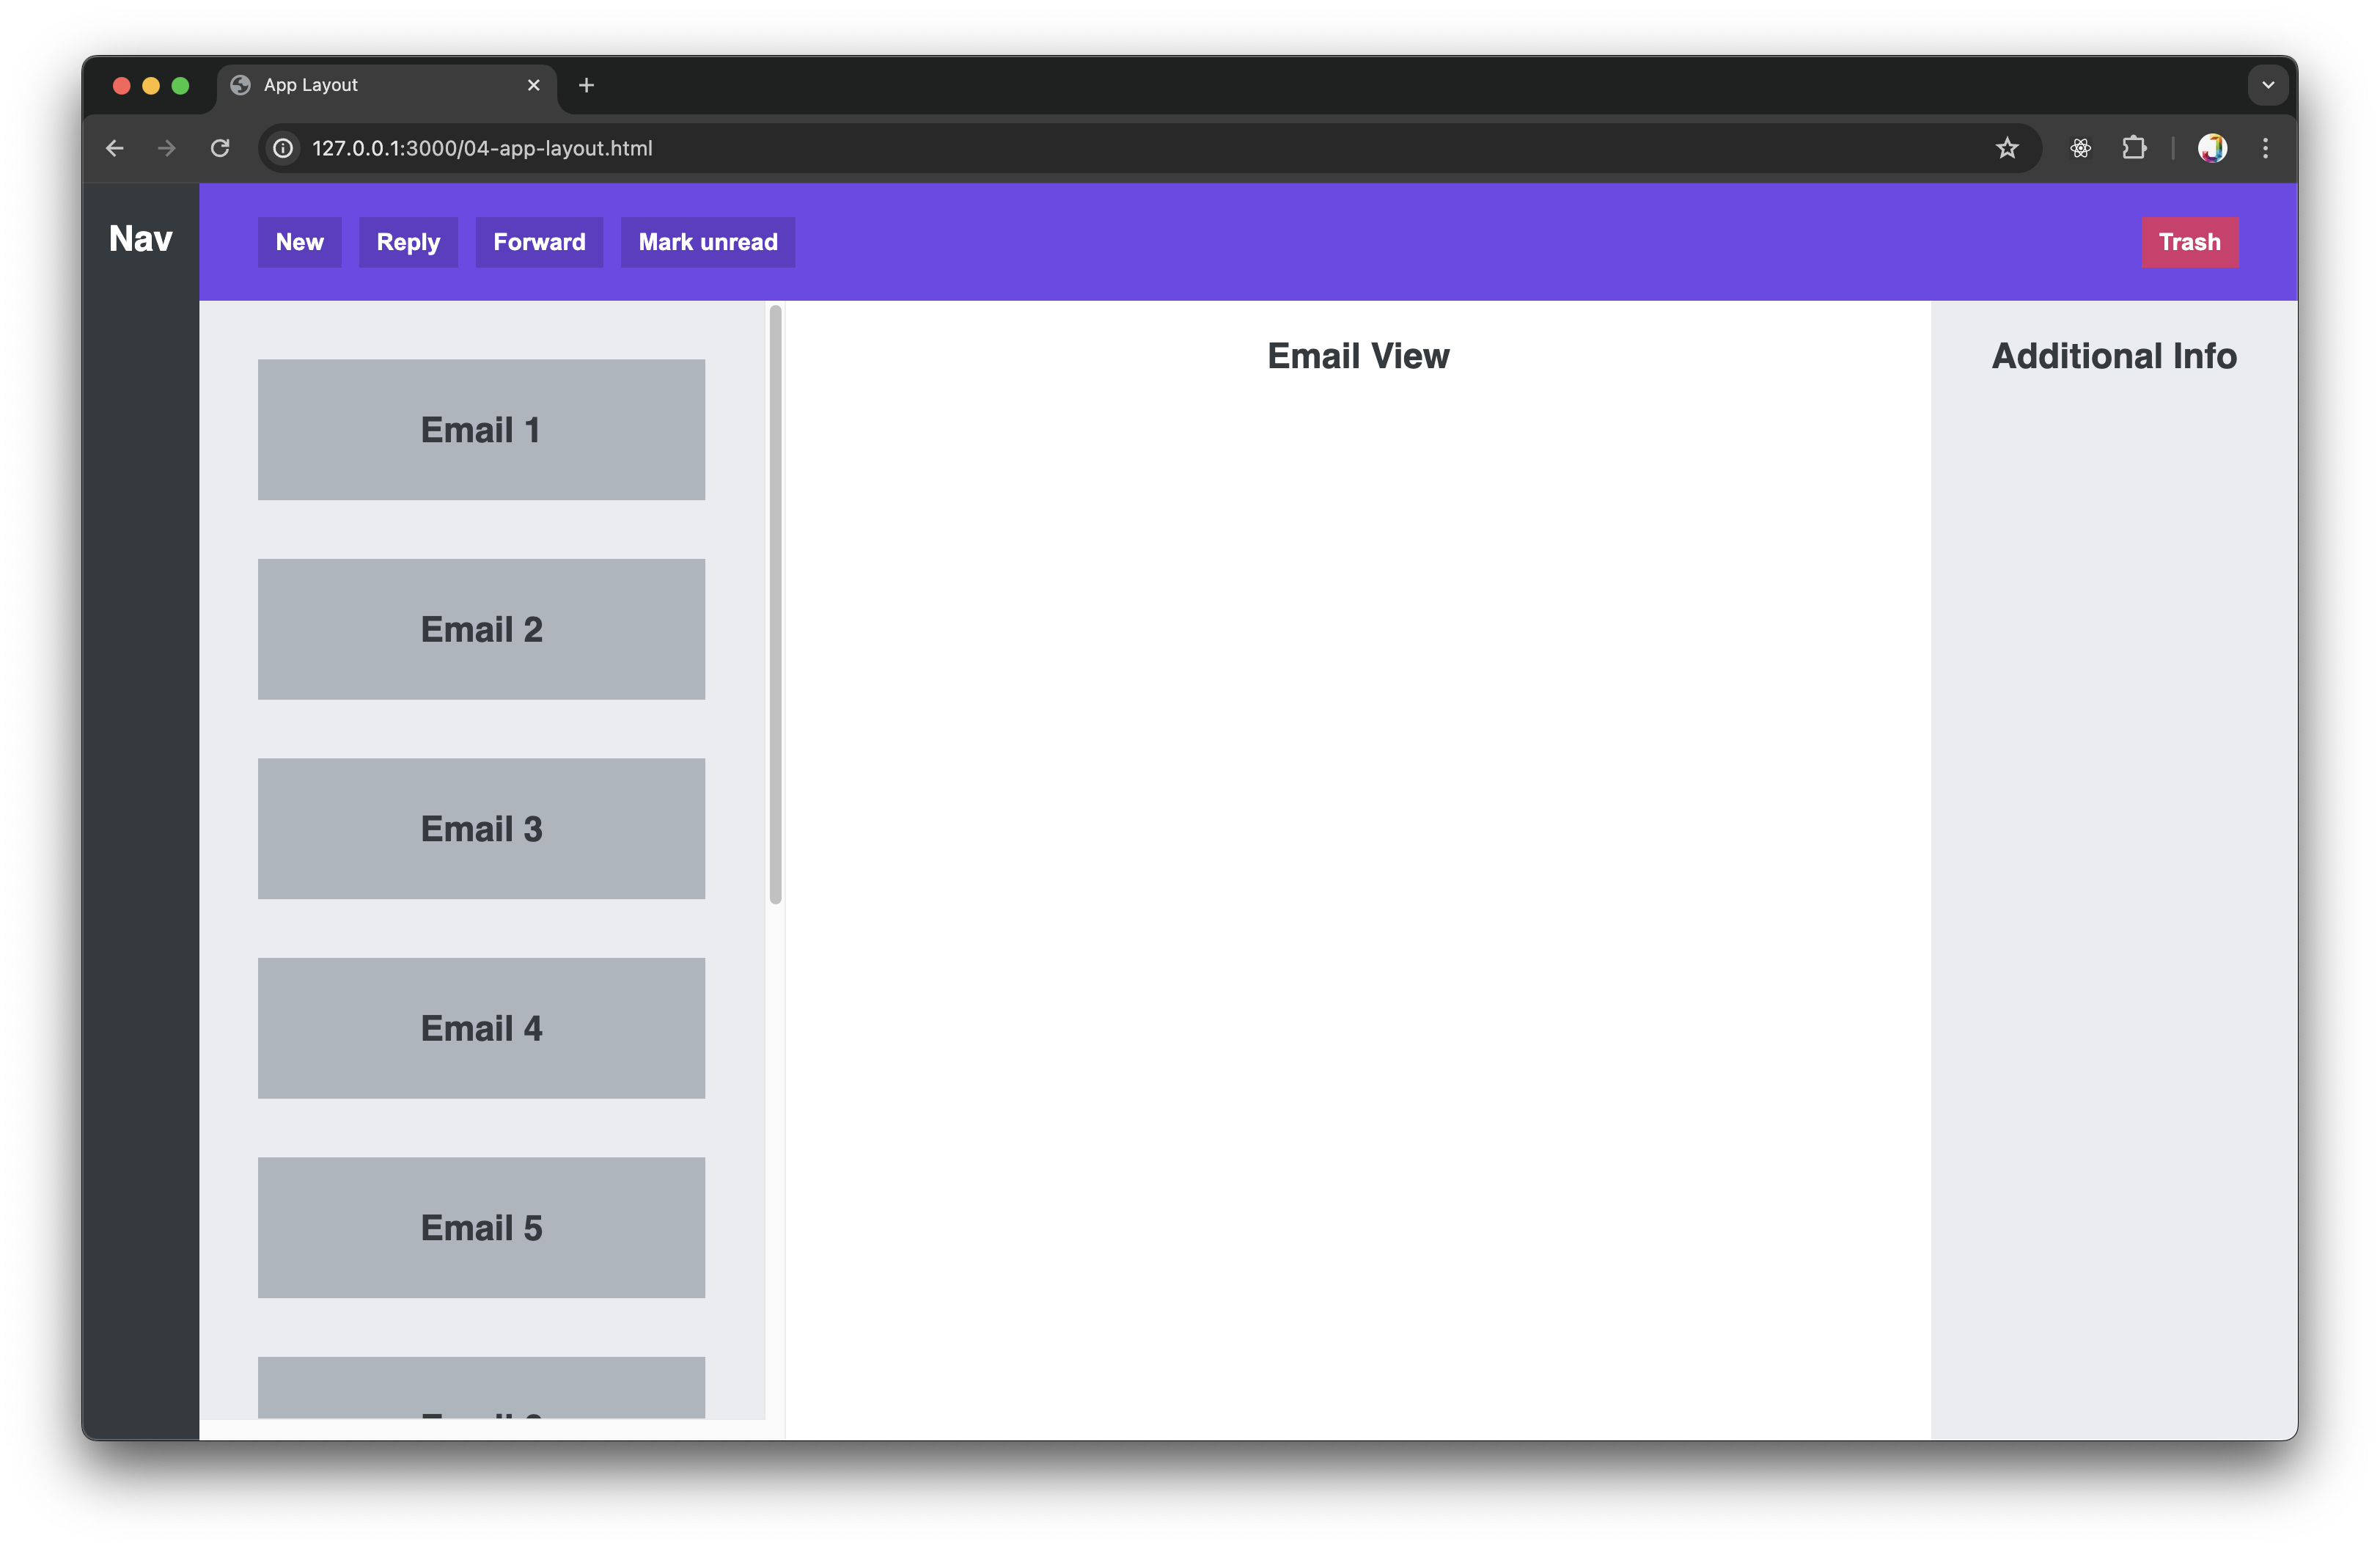 App Layout
127.0.0.1:3000/04-app-layout.html
Nav
New Reply Forward Mark unread Trash
Email View
Additional Info
Email 1
Email 2
Email 3
Email 4
Email 5
Email